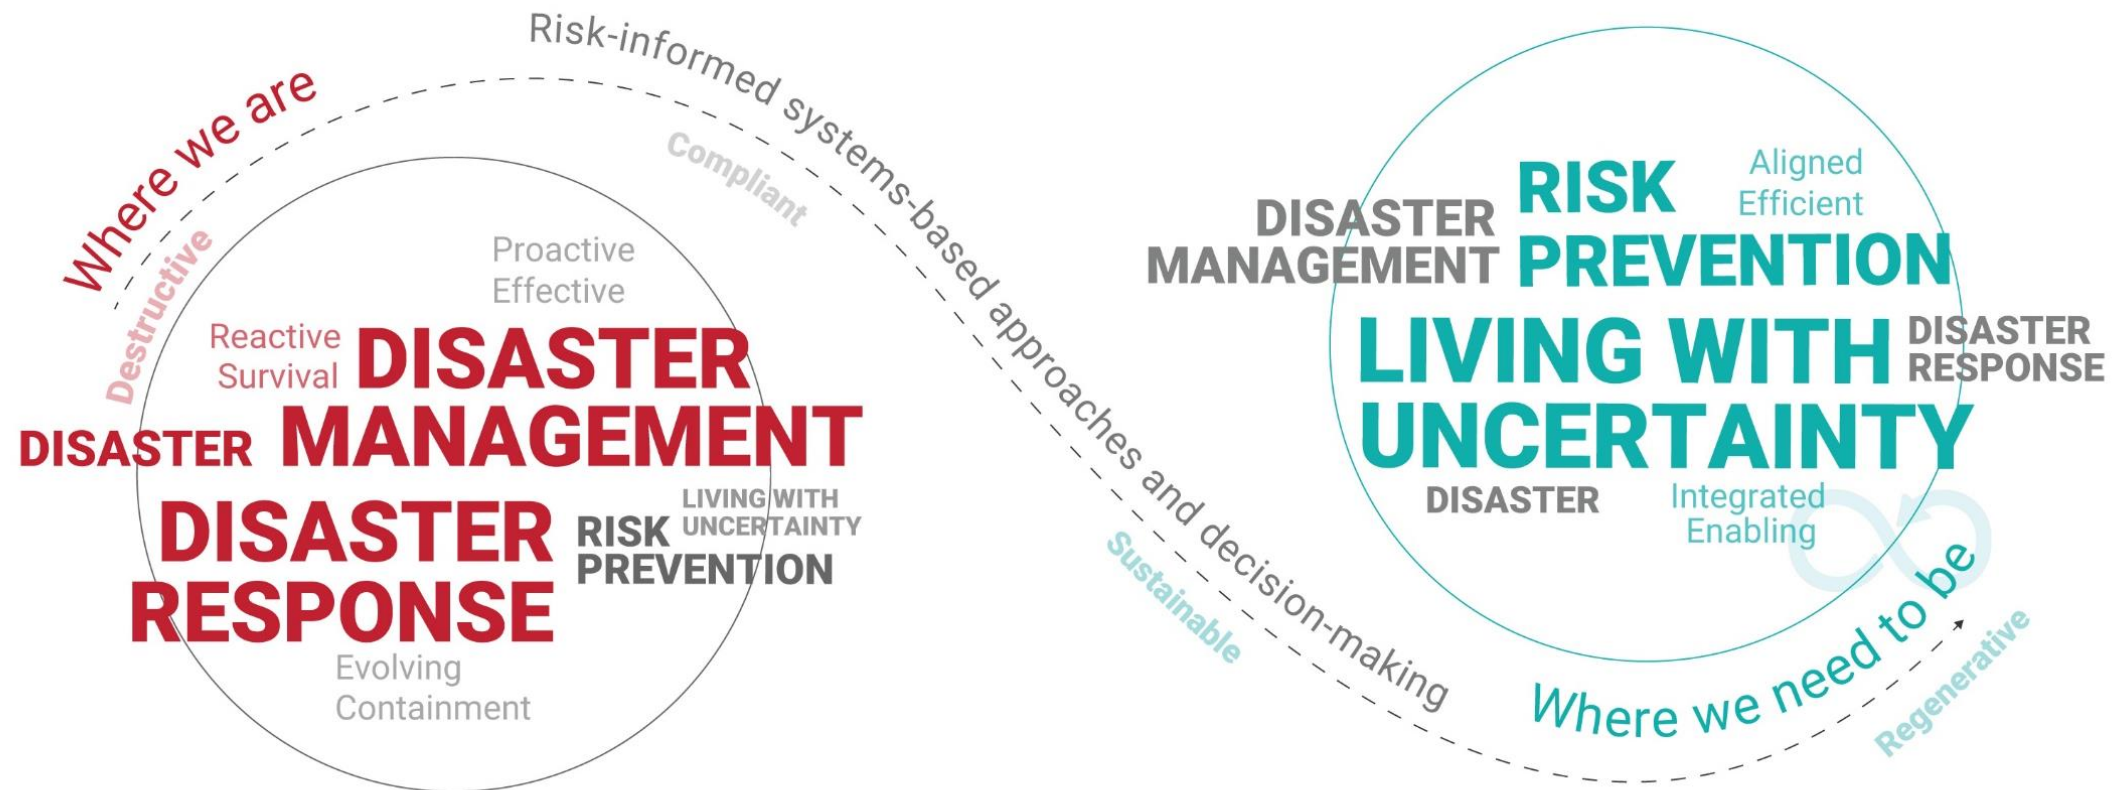 Where we are
Risk-informed systems-based approaches and decision-making
Destructive
Compliant
Proactive
Effective
Reactive
Survival
DISASTER
MANAGEMENT
DISASTER
DISASTER
RESPONSE
RISK
PREVENTION
LIVING WITH
UNCERTAINTY
Evolving
Containment
Sustainable
DISASTER
MANAGEMENT
RISK
PREVENTION
Aligned
Efficient
LIVING WITH
UNCERTAINTY
DISASTER
RESPONSE
DISASTER
Integrated
Enabling
Where we need to be
Regenerative